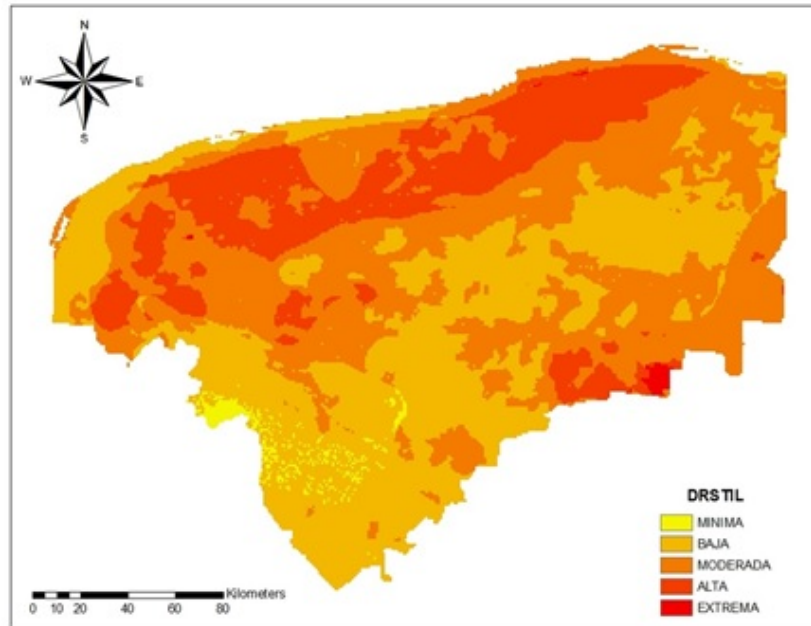 N
W E
S
DRSTIL
MINIMA
BAJA
MODERADA
ALTA
EXTREMA
Kilometers
0 10 20 40 60 80